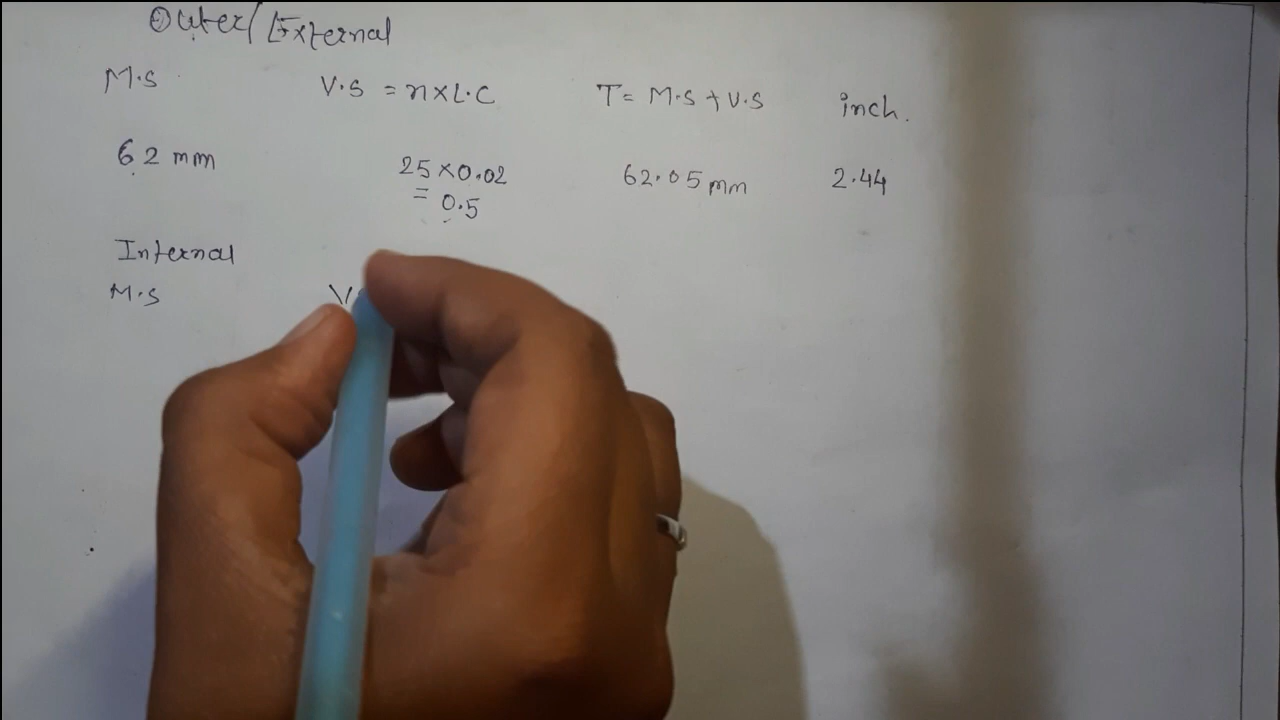 Outer/External
M.S V.S = n×L.C T= M.S + V.S inch.
62 mm 25 ×0.02 62.05 mm 2.44
= 0.5
Internal
M.S V